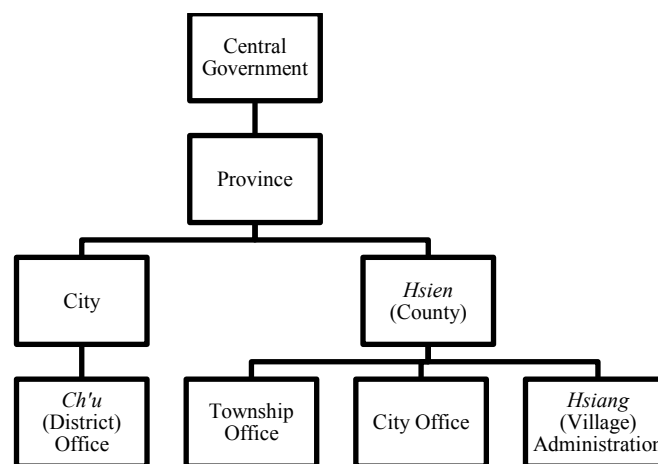 Central
Government
Province
City
Hsien
(County)
Ch'u
(District)
Office
Township
Office
City Office
Hsiang
(Village)
Administration